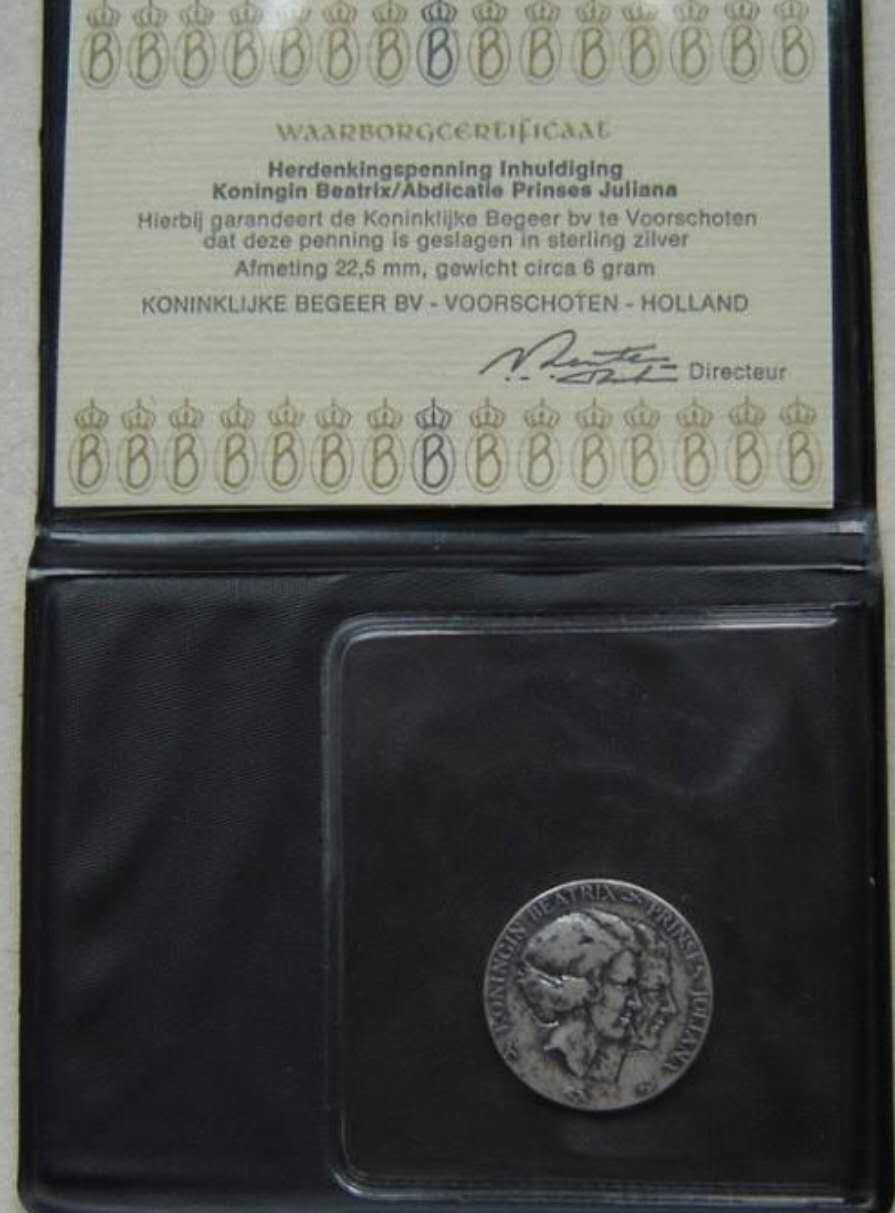 B B B B B B B B B B B B B B B
WAARBORGCERTIFICAAT
Herdenkingspenning Inhuldiging
Koningin Beatrix/Abdicatie Prinses Juliana
Hierbij garandeert de Koninklijke Begeer bv te Voorschoten
dat deze penning is geslagen in sterling zilver
Afmeting 22,5 mm, gewicht circa 6 gram
KONINKLIJKE BEGEER BV - VOORSCHOTEN - HOLLAND
Directeur
B B B B B B B B B B B B B B B
KONINGIN BEATRIX PRINSES JULIANA